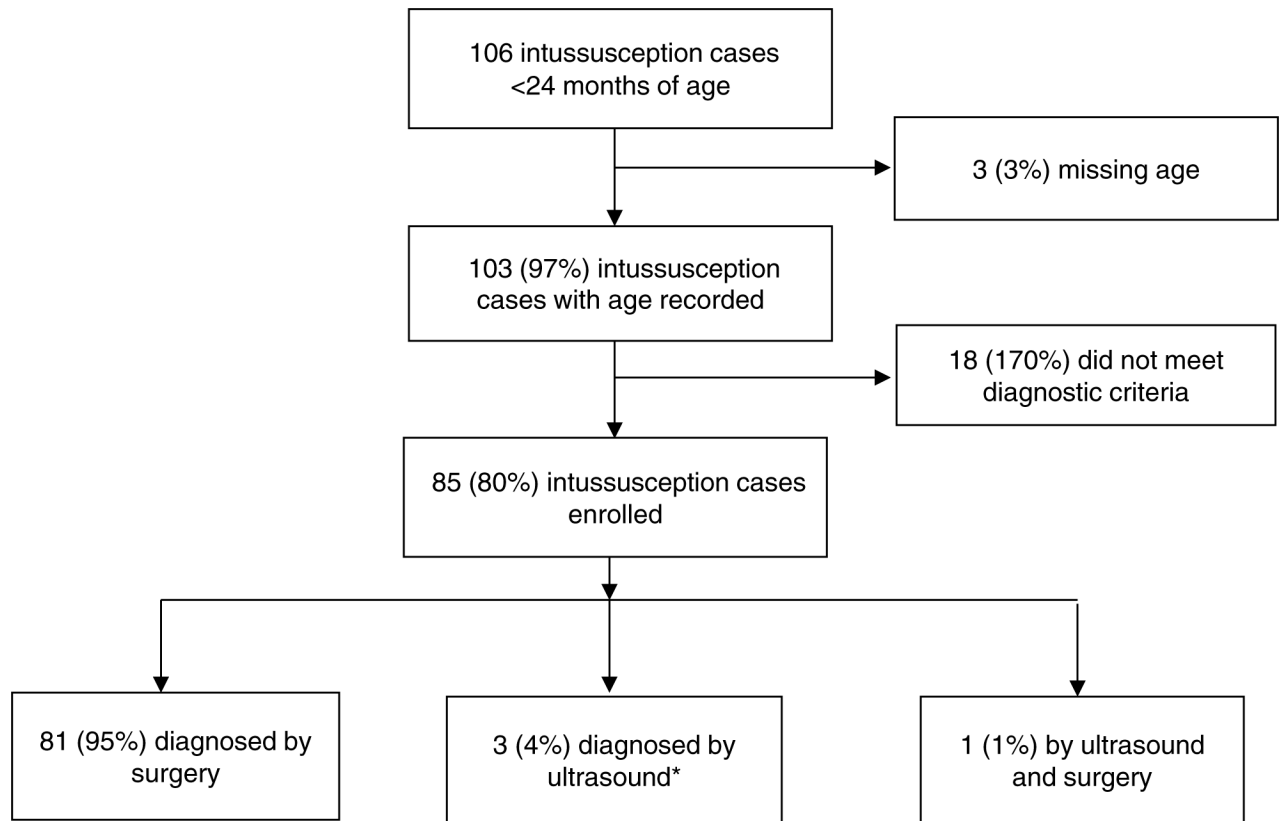 106 intussusception cases
<24 months of age
3 (3%) missing age
103 (97%) intussusception
cases with age recorded
18 (170%) did not meet
diagnostic criteria
85 (80%) intussusception cases
enrolled
81 (95%) diagnosed by
surgery
3 (4%) diagnosed by
ultrasound*
1 (1%) by ultrasound
and surgery